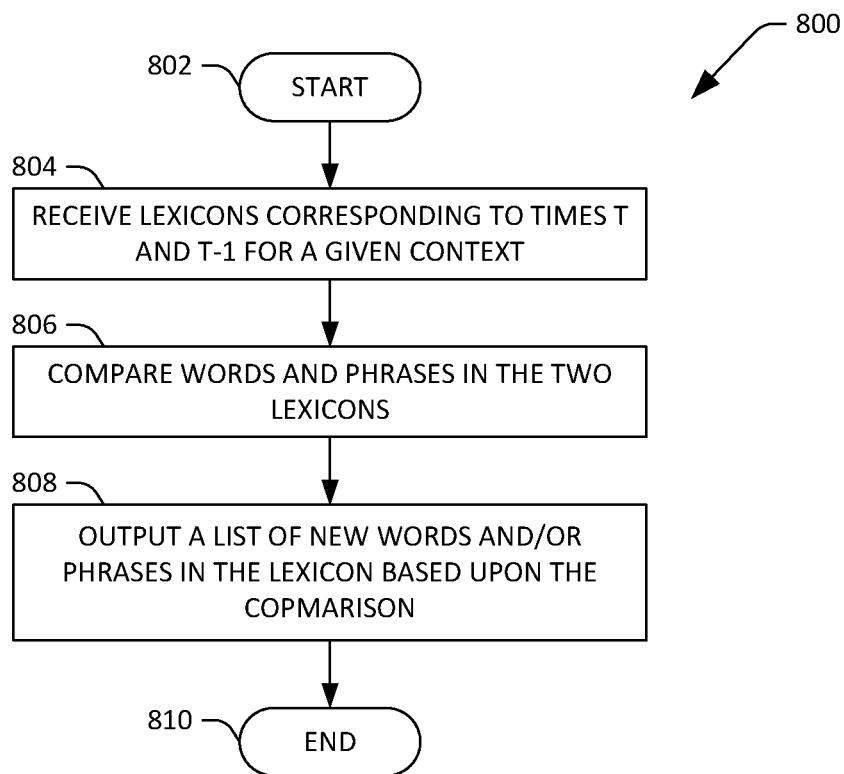 800
802
START
804
RECEIVE LEXICONS CORRESPONDING TO TIMES T
AND T-1 FOR A GIVEN CONTEXT
806
COMPARE WORDS AND PHRASES IN THE TWO
LEXICONS
808
OUTPUT A LIST OF NEW WORDS AND/OR
PHRASES IN THE LEXICON BASED UPON THE
COPMARISON
810
END